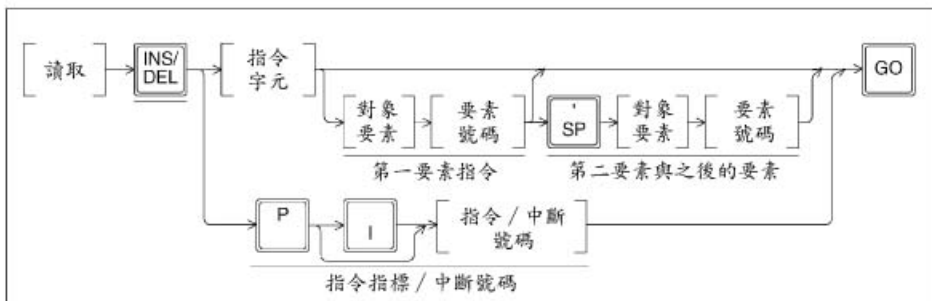 讀取
INS/
DEL
指令
字元
GO
對象
要素
要素
號碼
'
SP
對象
要素
要素
號碼
第一要素指令
第二要素與之後的要素
P
I
指令/中斷
號碼
指令指標/中斷號碼